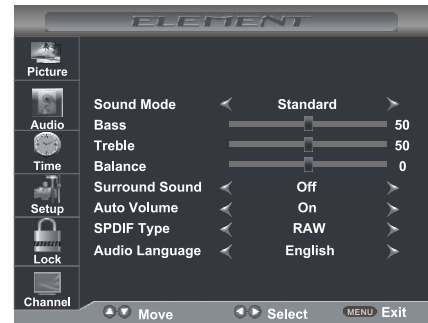 ELEMENT
Picture
Audio
Time
Setup
Lock
Channel
Sound Mode Standard
Bass 50
Treble 50
Balance 0
Surround Sound Off
Auto Volume On
SPDIF Type RAW
Audio Language English
Move Select MENU Exit